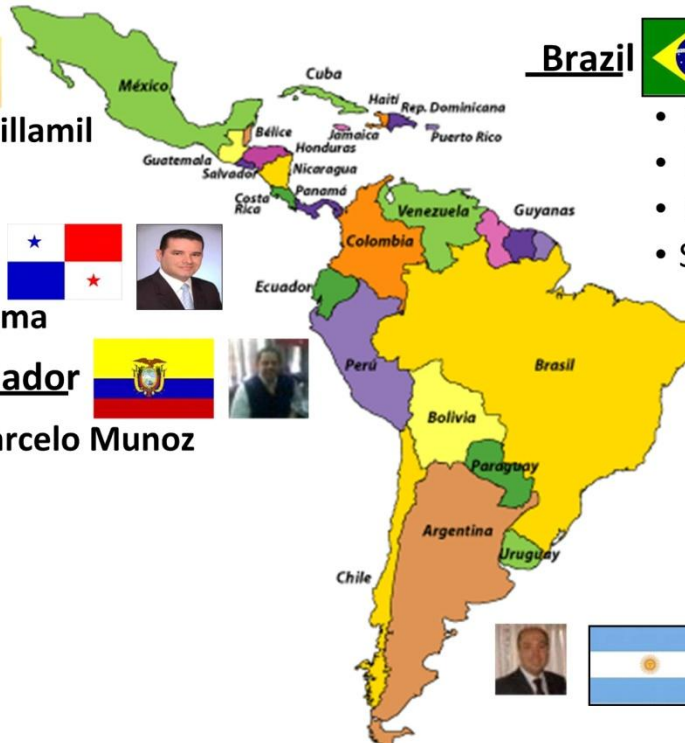 Brazil
illamil
ma
ador
arcelo Munoz
S
México
Cuba
Haití
Rep. Dominicana
Jamaica
Puerto Rico
Bélice
Honduras
Guatemala
Salvador
Nicaragua
Costa
Rica
Panamá
Venezuela
Guyanas
Colombia
Ecuador
Perú
Brasil
Bolivia
Paraguay
Argentina
Uruguay
Chile